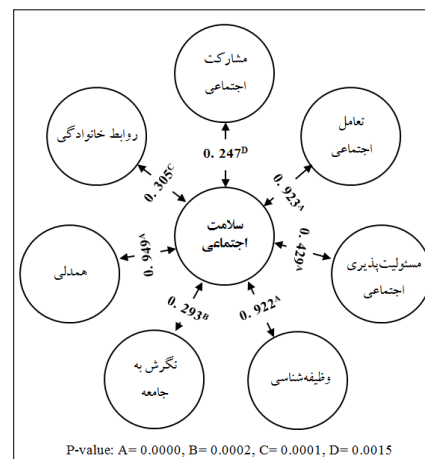 مشارکت
اجتماعی
تعامل
اجتماعی
روابط خانوادگی
0.247ᴰ
0.923ᴬ
0.305ꟲ
سلامت
اجتماعی
مسئولیت‌پذیری
اجتماعی
0.429ᴬ
همدلی
0.949ᴬ
0.293ᴮ
0.922ᴬ
نگرش به
جامعه
وظیفه‌شناسی
P-value: A= 0.0000, B= 0.0002, C= 0.0001, D= 0.0015